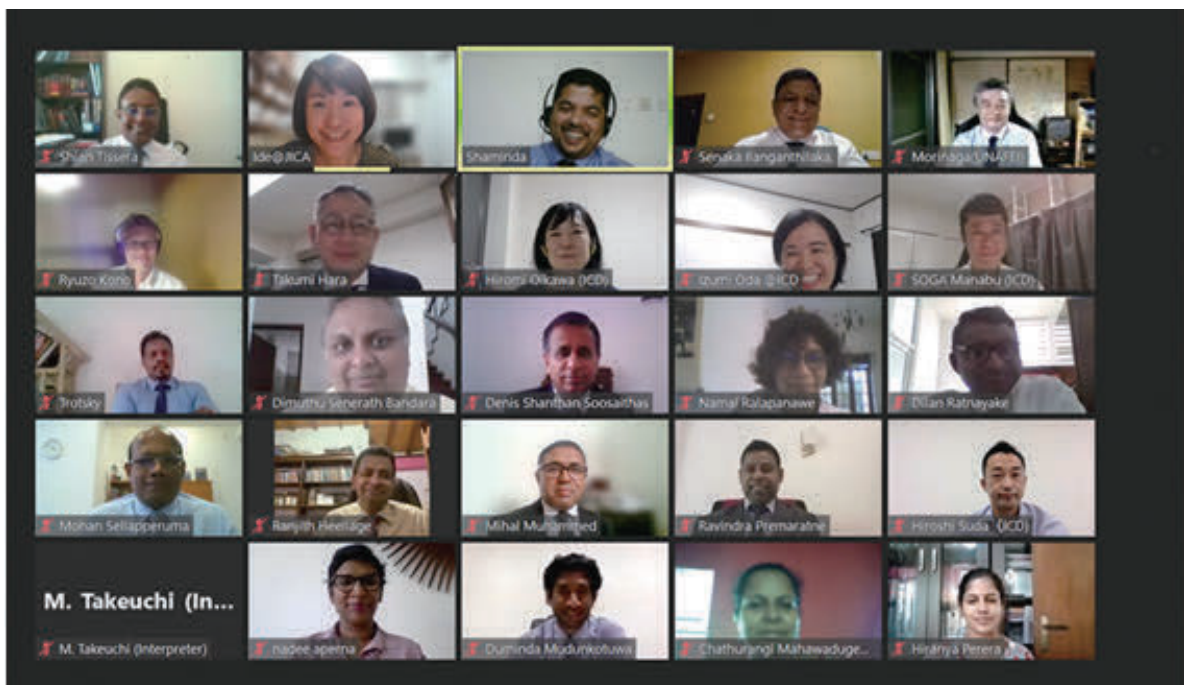 Shian Tissera
Ide@JICA
Shaminda
Senaka Ranganthilaka,
Morinaga(UNAFEI)
Ryuzo Kono
Takumi Hara
Hiromi Oikawa (ICD)
Izumi Oda @ICD
SOGA Manabu (ICD)
Trotsky
Dimuthu Senerath Bandara
Denis Shanthan Soosaithas
Namal Ralapanawe
Dilan Ratnayake
Mohan Seliapperuma
Ranjith Heellage
Mihal Muhammed
Ravindra Premaratne
Hiroshi Suda (ICD)
M. Takeuchi (In...
M. Takeuchi (Interpreter)
nadee aperna
Duminda Mudunkotuwa
Chathurangi Mahawaduge...
Hiranya Perera